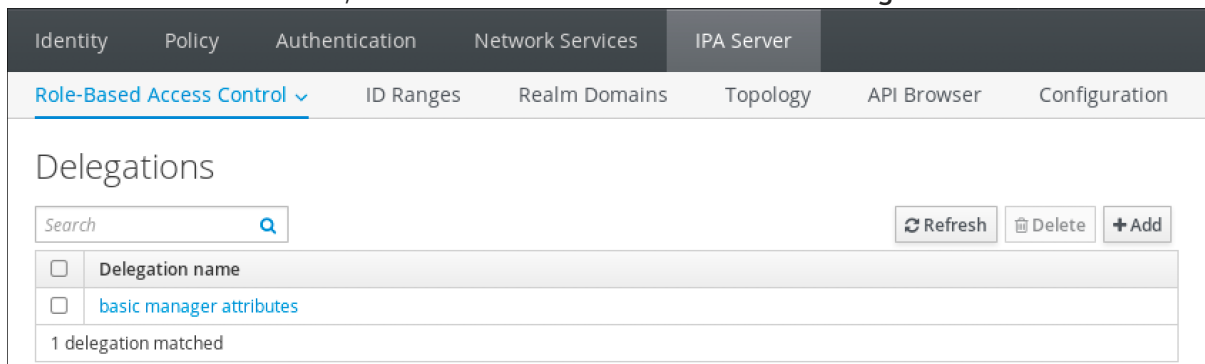 Identity Policy Authentication Network Services IPA Server
Role-Based Access Control ID Ranges Realm Domains Topology API Browser Configuration
Delegations
Search Refresh Delete Add
Delegation name
basic manager attributes
1 delegation matched